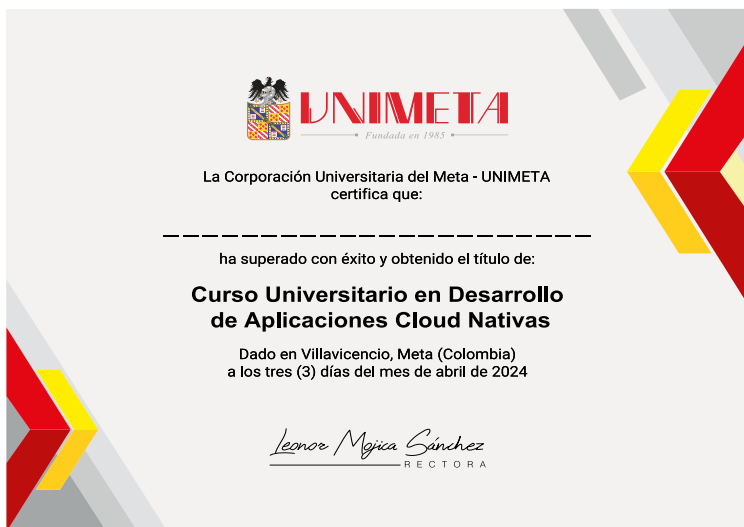 UNIMETA
Fundada en 1985
La Corporación Universitaria del Meta - UNIMETA
certifica que:
ha superado con éxito y obtenido el título de:
Curso Universitario en Desarrollo
de Aplicaciones Cloud Nativas
Dado en Villavicencio, Meta (Colombia)
a los tres (3) días del mes de abril de 2024
Leonor Mojica Sánchez
RECTORA